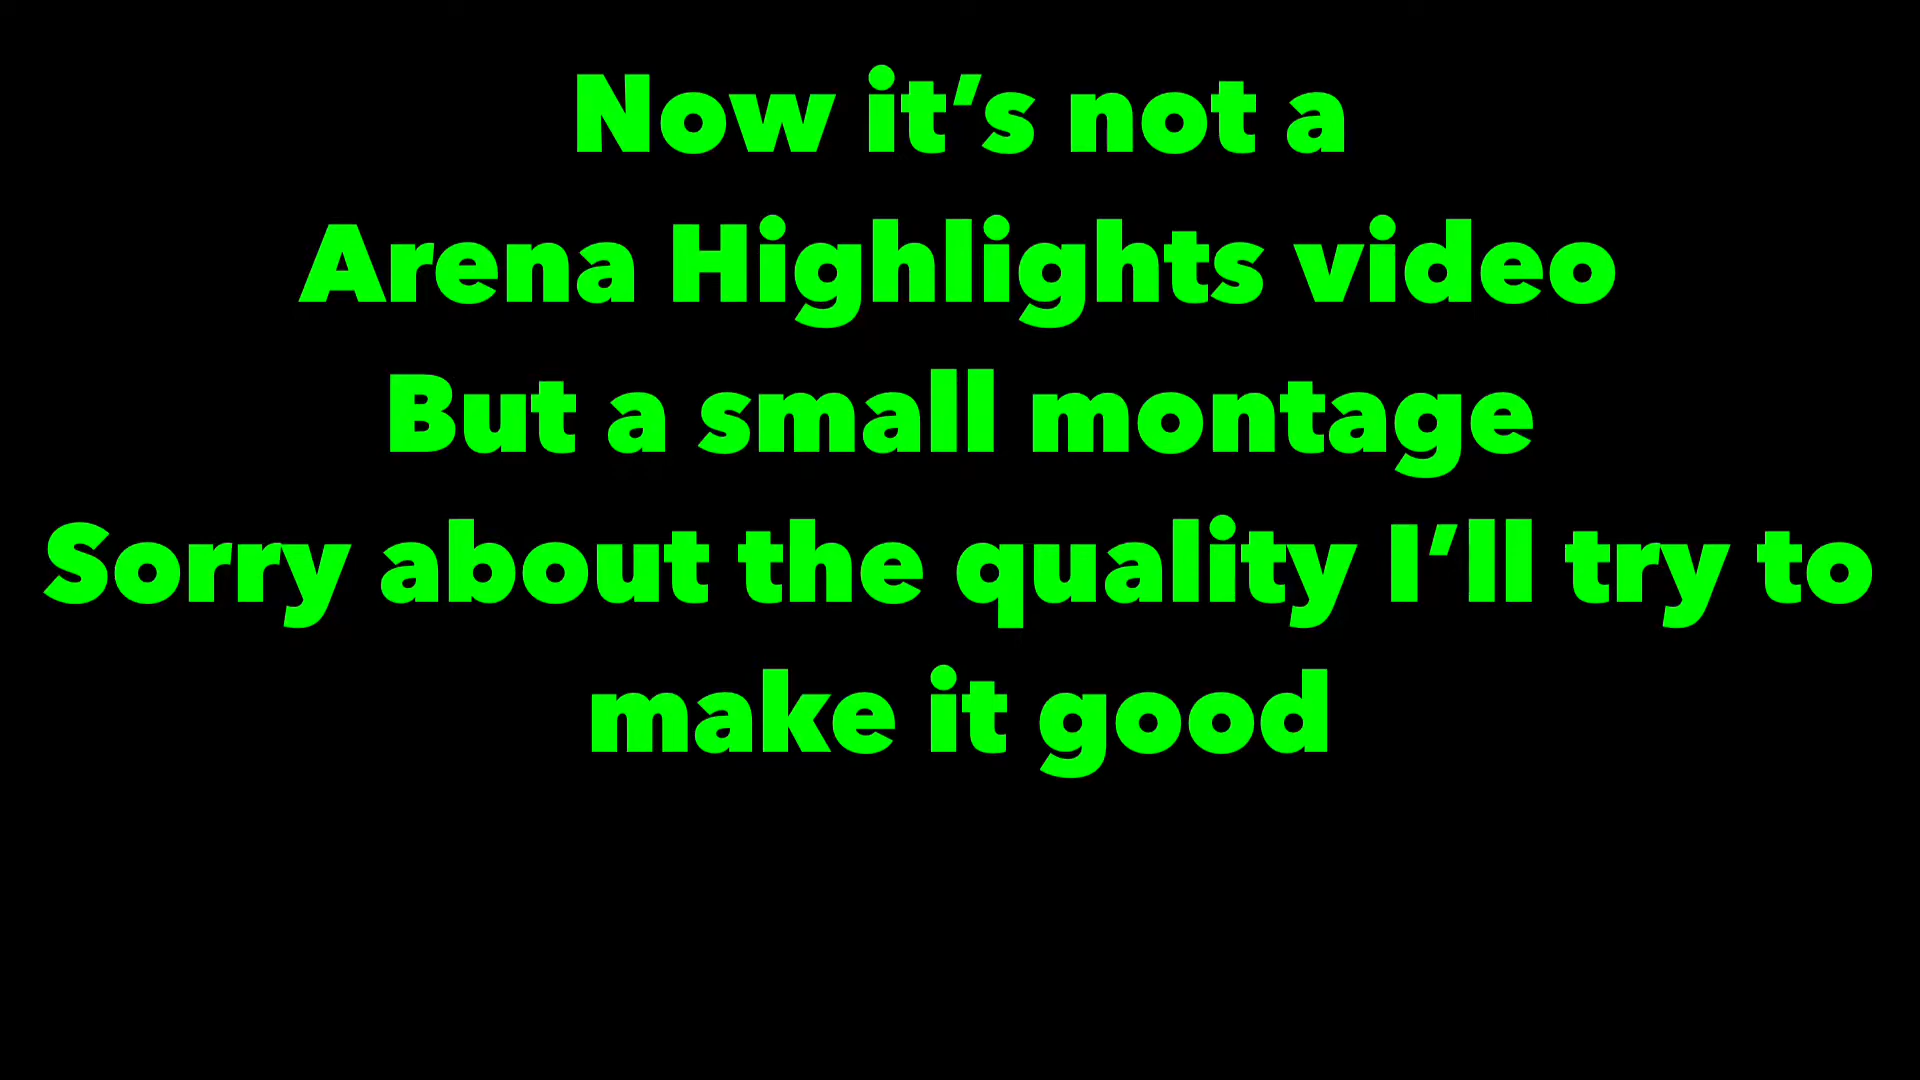 Now it’s not a
Arena Highlights video
But a small montage
Sorry about the quality I’ll try to
make it good